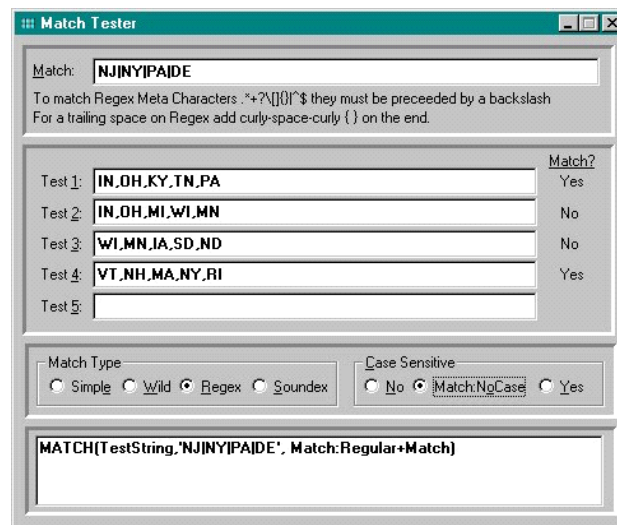 Match Tester
Match: NJ|NY|PA|DE
To match Regex Meta Characters .*+?\[]{}|^$ they must be preceeded by a backslash
For a trailing space on Regex add curly-space-curly { } on the end.
Match?
Test 1: IN,OH,KY,TN,PA Yes
Test 2: IN,OH,MI,WI,MN No
Test 3: WI,MN,IA,SD,ND No
Test 4: VT,NH,MA,NY,RI Yes
Test 5:
Match Type Case Sensitive
Simple Wild Regex Soundex No Match:NoCase Yes
MATCH(TestString,'NJ|NY|PA|DE', Match:Regular+Match)